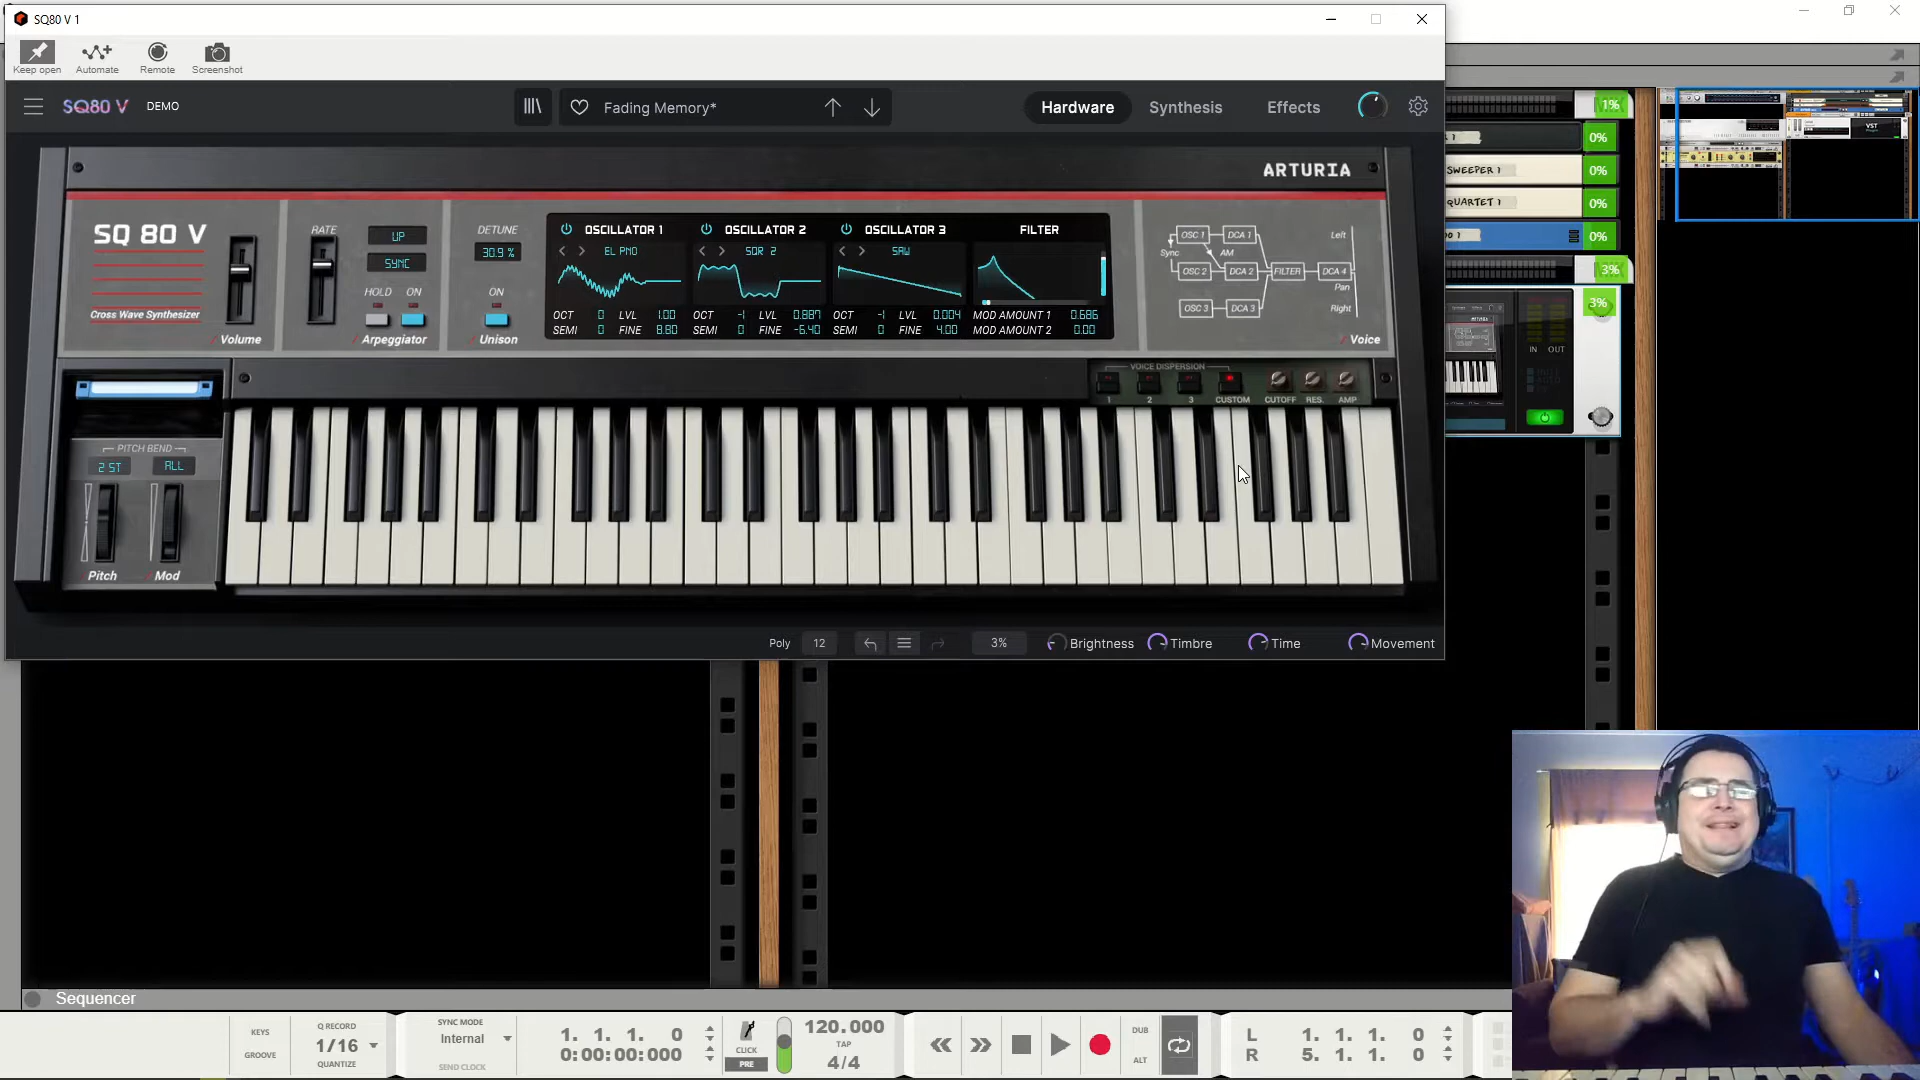 SQ80 V 1
Keep open
Automate
Remote
Screenshot
SQ80 V
DEMO
Fading Memory*
Hardware
Synthesis
Effects
ARTURIA
SQ 80 V
Cross Wave Synthesizer
Volume
RATE
UP
SYNC
HOLD ON
Arpeggiator
DETUNE
30.9 %
ON
Unison
OSCILLATOR 1
EL PNO
OCT 0 LVL 1.00
SEMI 0 FINE 8.80
OSCILLATOR 2
SQR 2
OCT -1 LVL 0.887
SEMI 0 FINE -6.40
OSCILLATOR 3
SAW
OCT -1 LVL 0.004
SEMI 0 FINE 4.00
FILTER
MOD AMOUNT 1 0.686
MOD AMOUNT 2 0.00
OSC 1 DCA 1 Left
Sync AM
OSC 2 DCA 2 FILTER DCA 4
Pan
OSC 3 DCA 3 Right
Voice
VOICE DISPERSION
1 2 3 CUSTOM CUTOFF RES. AMP
PITCH BEND
2 ST ALL
Pitch Mod
Poly 12
3%
Brightness
Timbre
Time
Movement
1%
0%
SWEEPER 1 0%
QUARTET 1 0%
0%
3%
3%
IN OUT
VST
Sequencer
KEYS
GROOVE
Q RECORD
1/16
QUANTIZE
SYNC MODE
Internal
SEND CLOCK
1. 1. 1. 0
0:00:00:000
CLICK
PRE
120.000
TAP
4/4
DUB
ALT
L 1. 1. 1. 0
R 5. 1. 1. 0